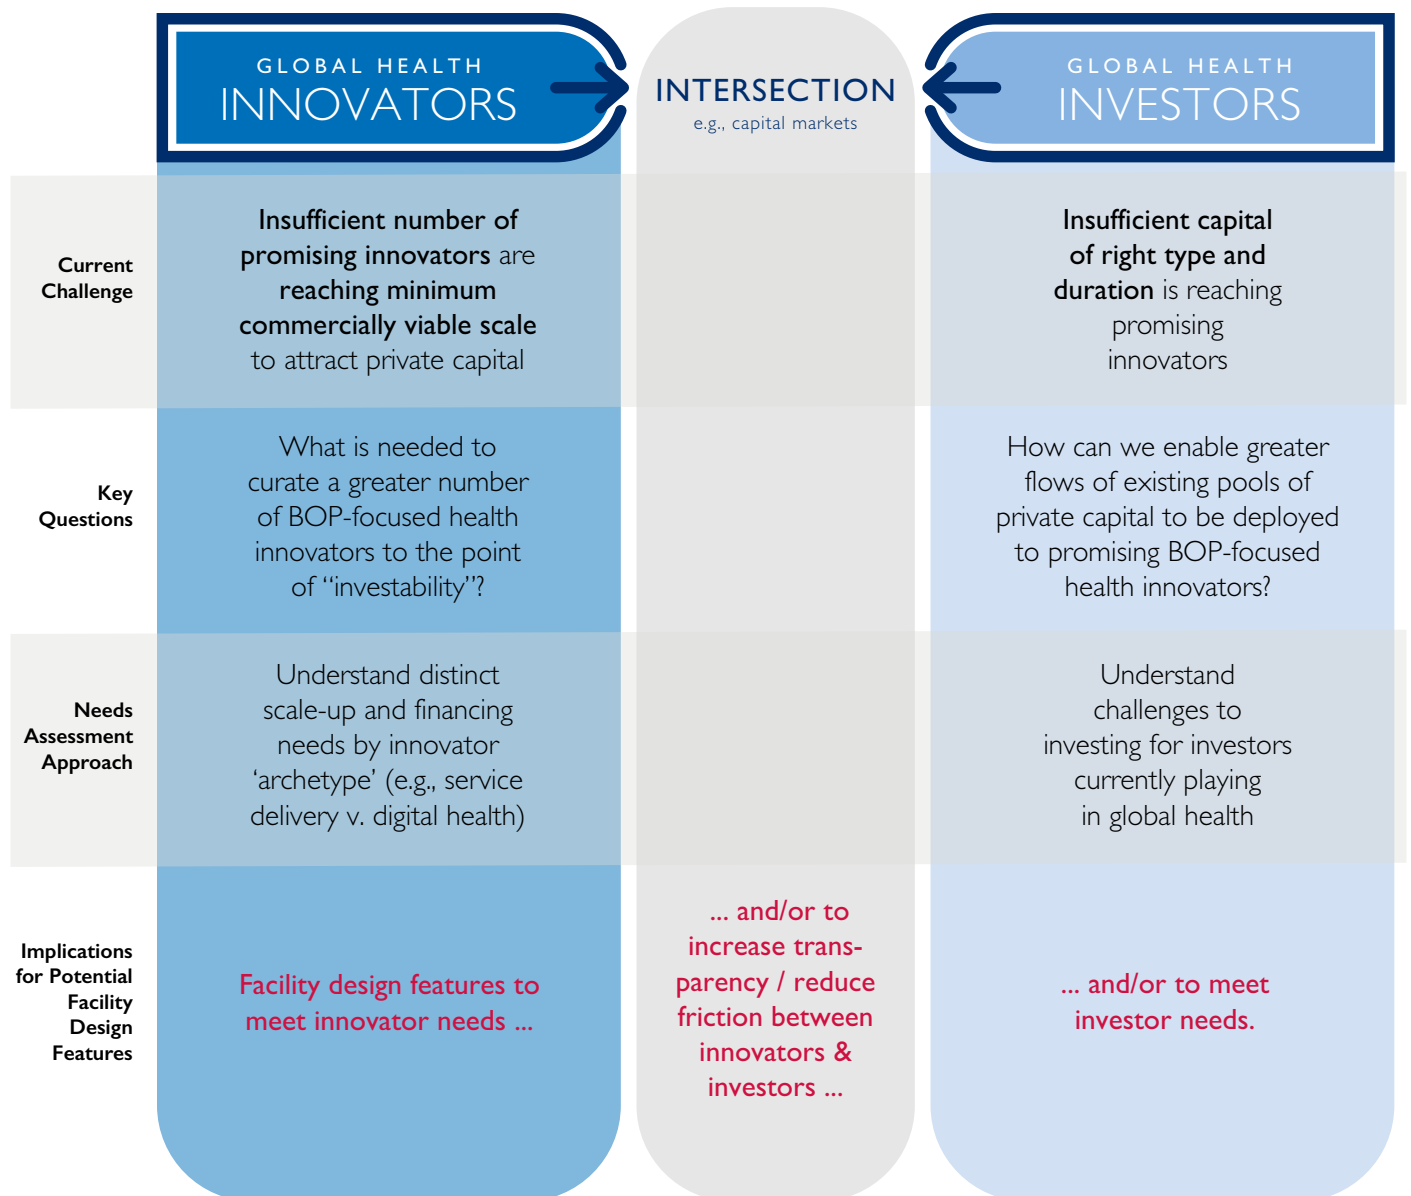 GLOBAL HEALTH
INNOVATORS
INTERSECTION
e.g., capital markets
GLOBAL HEALTH
INVESTORS
Current
Challenge
Insufficient number of
promising innovators are
reaching minimum
commercially viable scale
to attract private capital
Insufficient capital
of right type and
duration is reaching
promising
innovators
Key
Questions
What is needed to
curate a greater number
of BOP-focused health
innovators to the point
of “investability”?
How can we enable greater
flows of existing pools of
private capital to be deployed
to promising BOP-focused
health innovators?
Needs
Assessment
Approach
Understand distinct
scale-up and financing
needs by innovator
‘archetype’ (e.g., service
delivery v. digital health)
Understand
challenges to
investing for investors
currently playing
in global health
Implications
for Potential
Facility
Design
Features
Facility design features to
meet innovator needs ...
... and/or to
increase trans-
parency / reduce
friction between
innovators &
investors ...
... and/or to meet
investor needs.